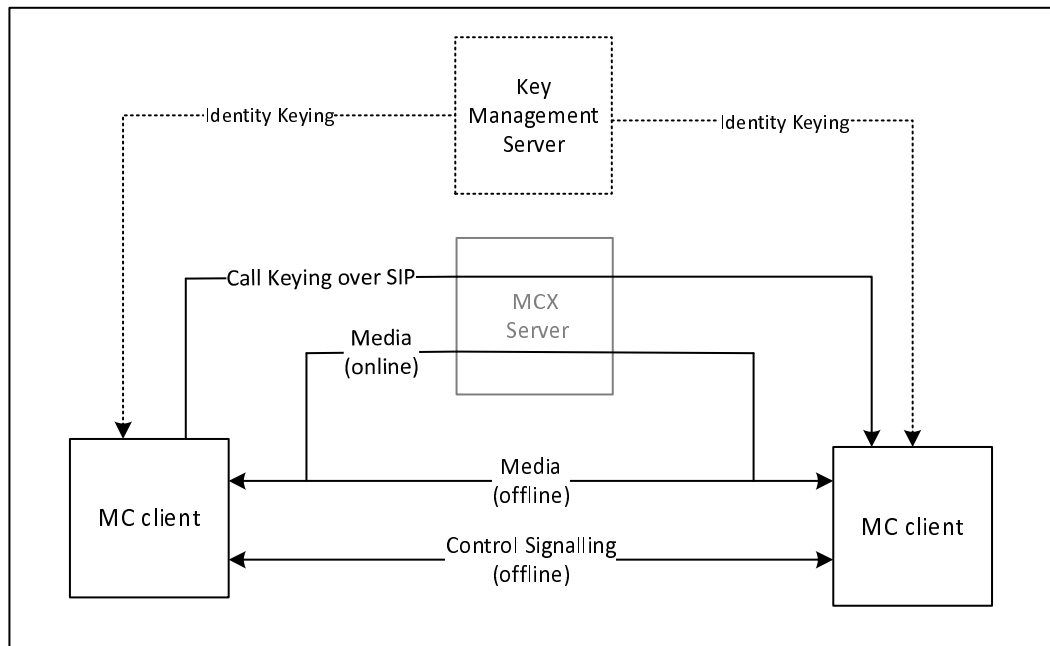 Key
Management
Server
Identity Keying
Identity Keying
Call Keying over SIP
MCX
Server
Media
(online)
Media
(offline)
MC client
MC client
Control Signalling
(offline)